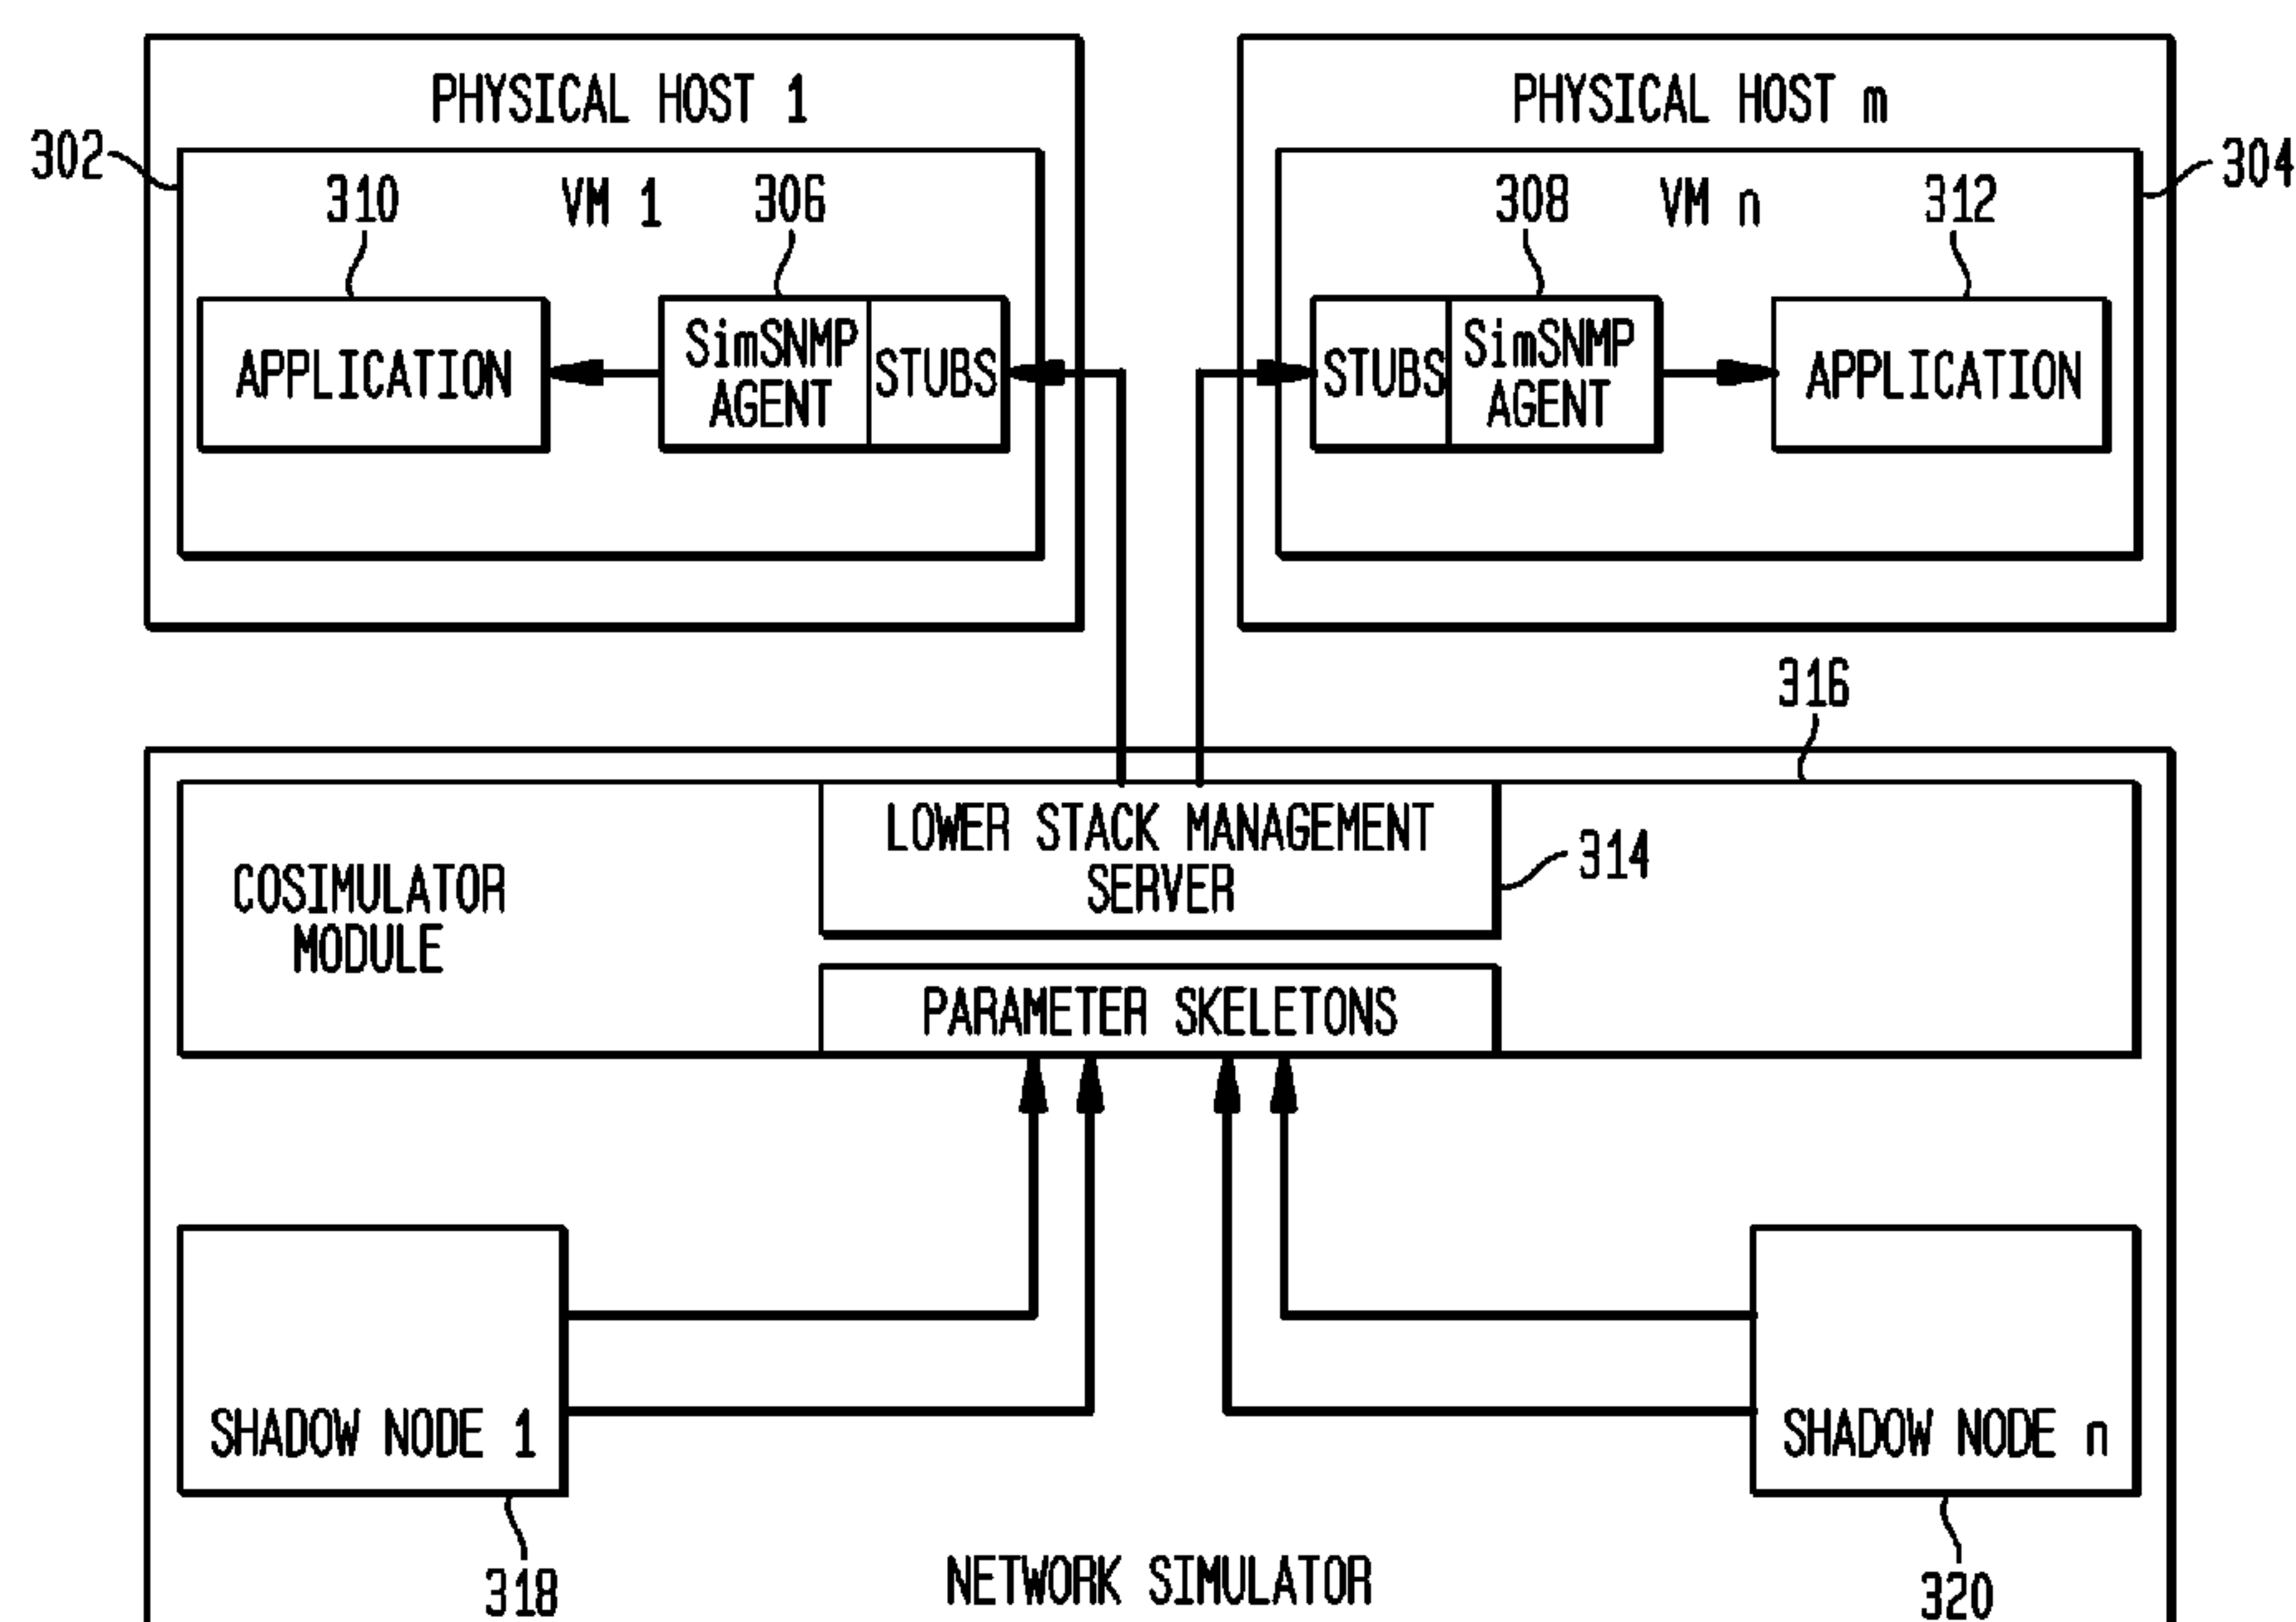 PHYSICAL HOST 1
PHYSICAL HOST m
302
304
310
VM 1
306
308
VM n
312
APPLICATION
SimSNMP
AGENT
STUBS
STUBS
SimSNMP
AGENT
APPLICATION
316
LOWER STACK MANAGEMENT
SERVER
314
COSIMULATOR
MODULE
PARAMETER SKELETONS
SHADOW NODE 1
SHADOW NODE n
318
NETWORK SIMULATOR
320